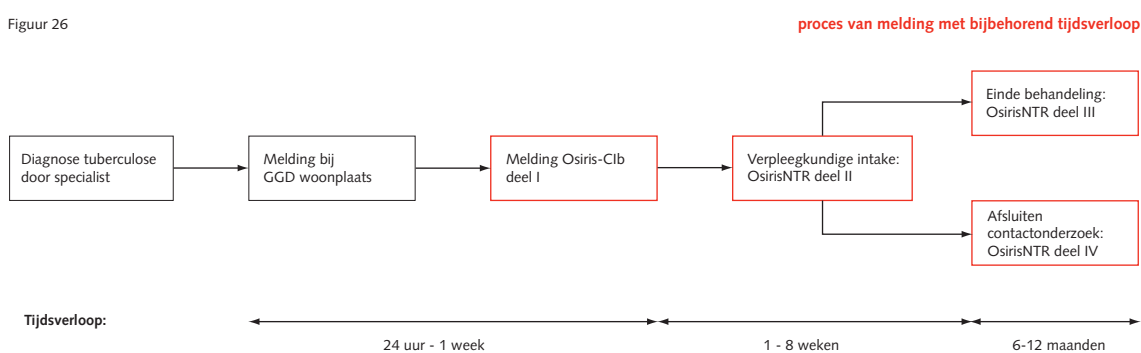 Figuur 26
proces van melding met bijbehorend tijdsverloop
Diagnose tuberculose
door specialist
Melding bij
GGD woonplaats
Melding Osiris-CIb
deel I
Verpleegkundige intake:
OsirisNTR deel II
Einde behandeling:
OsirisNTR deel III
Afsluiten
contactonderzoek:
OsirisNTR deel IV
Tijdsverloop:
24 uur - 1 week
1 - 8 weken
6-12 maanden